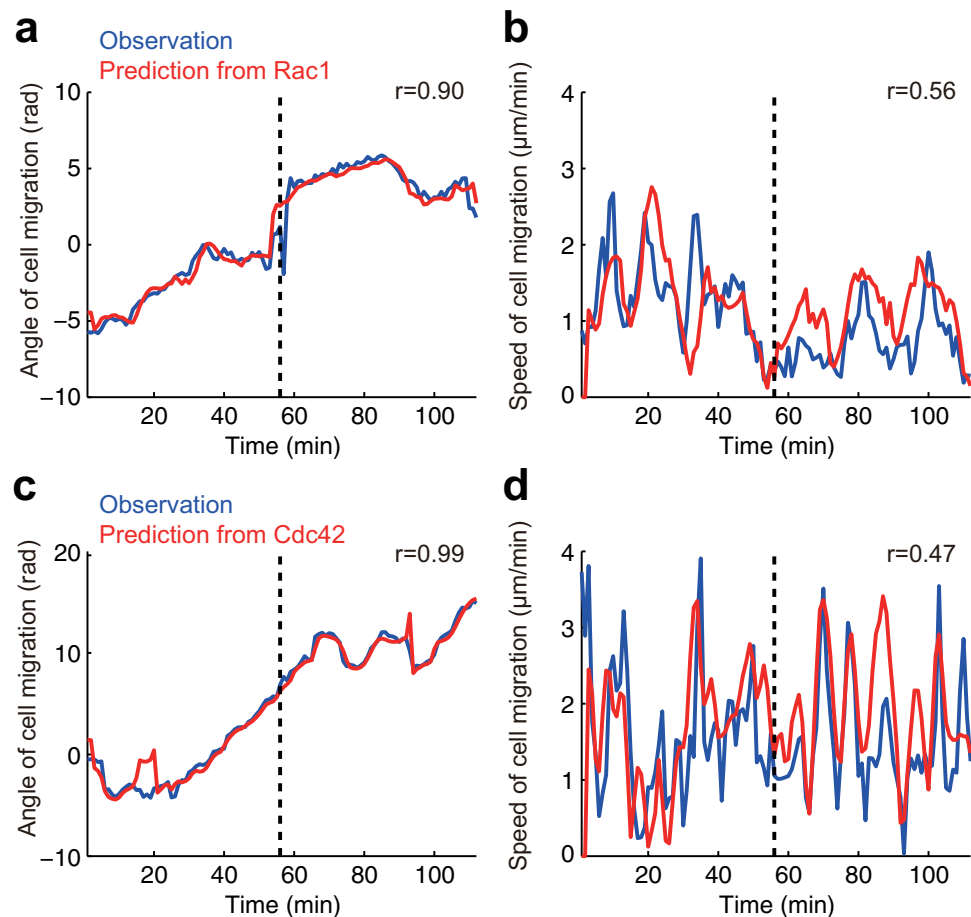 a
Observation
Prediction from Rac1
r=0.90
Angle of cell migration (rad)
10
5
0
−5
−10
20
40
60
80
100
Time (min)
b
r=0.56
Speed of cell migration (µm/min)
4
3
2
1
0
20
40
60
80
100
Time (min)
c
Observation
Prediction from Cdc42
r=0.99
Angle of cell migration (rad)
20
10
0
−10
20
40
60
80
100
Time (min)
d
r=0.47
Speed of cell migration (µm/min)
4
3
2
1
0
20
40
60
80
100
Time (min)